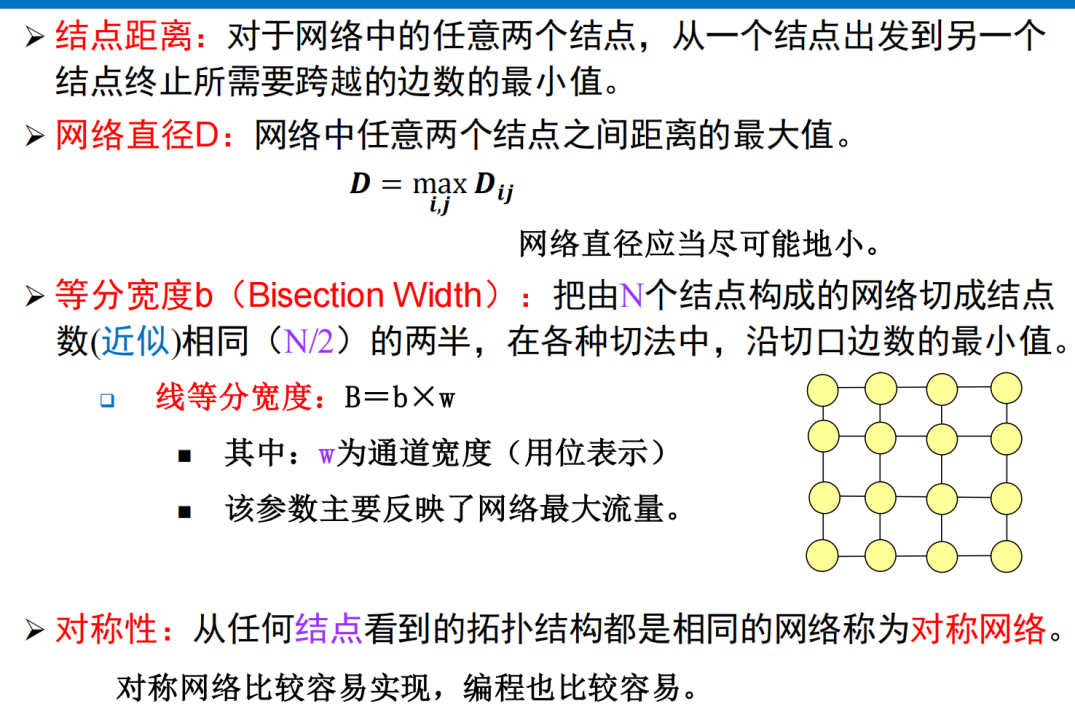 ➢ 结点距离：对于网络中的任意两个结点，从一个结点出发到另一个
结点终止所需要跨越的边数的最小值。
➢ 网络直径D：网络中任意两个结点之间距离的最大值。
D = max D_ij
i,j
网络直径应当尽可能地小。
➢ 等分宽度b（Bisection Width）：把由N个结点构成的网络切成结点
数(近似)相同（N/2）的两半，在各种切法中，沿切口边数的最小值。
❑ 线等分宽度：B＝b×w
■ 其中：w为通道宽度（用位表示）
■ 该参数主要反映了网络最大流量。
➢ 对称性：从任何结点看到的拓扑结构都是相同的网络称为对称网络。
对称网络比较容易实现，编程也比较容易。